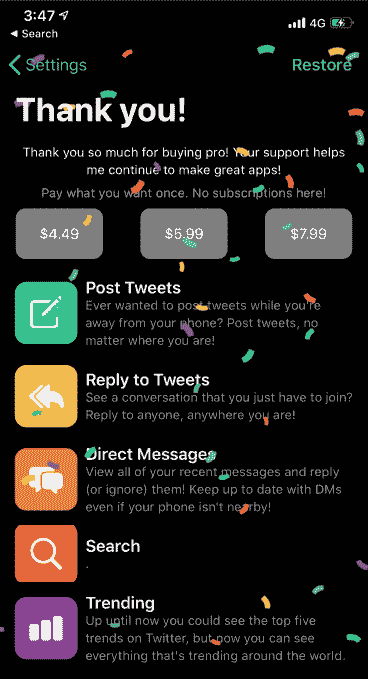 3:47
4G
Search
Settings
Restore
Thank you!
Thank you so much for buying pro! Your support helps
me continue to make great apps!
Pay what you want once. No subscriptions here!
$4.49
$5.99
$7.99
Post Tweets
Ever wanted to post tweets while you're
away from your phone? Post tweets, no
matter where you are!
Reply to Tweets
See a conversation that you just have to join?
Reply to anyone, anywhere you are!
Direct Messages
View all of your recent messages and reply
(or ignore) them! Keep up to date with DMs
even if your phone isn't nearby!
Search
.
Trending
Up until now you could see the top five
trends on Twitter, but now you can see
everything that's trending around the world.